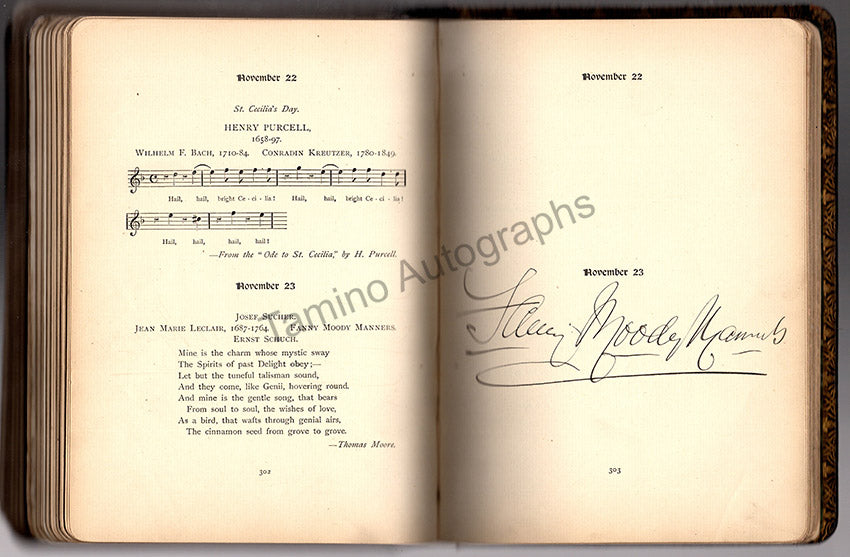 November 22
St. Cecilia's Day.
HENRY PURCELL,
1658-97.
WILHELM F. BACH, 1710-84. CONRADIN KREUTZER, 1780-1849.
Hail, hail, bright Ce - ci - lia! Hail, hail, bright Ce - ci - lia!
Hail, hail, hail, hail!
—From the "Ode to St. Cecilia," by H. Purcell.
November 23
JOSEF SUCHER.
JEAN MARIE LECLAIR, 1687-1764. FANNY MOODY MANNERS.
ERNST SCHUCH.
Mine is the charm whose mystic sway
The Spirits of past Delight obey;—
Let but the tuneful talisman sound,
And they come, like Genii, hovering round.
And mine is the gentle song, that bears
From soul to soul, the wishes of love,
As a bird, that wafts through genial airs,
The cinnamon seed from grove to grove.
—Thomas Moore.
302
November 22
November 23
Fanny Moody Manners
303
Tamino Autographs